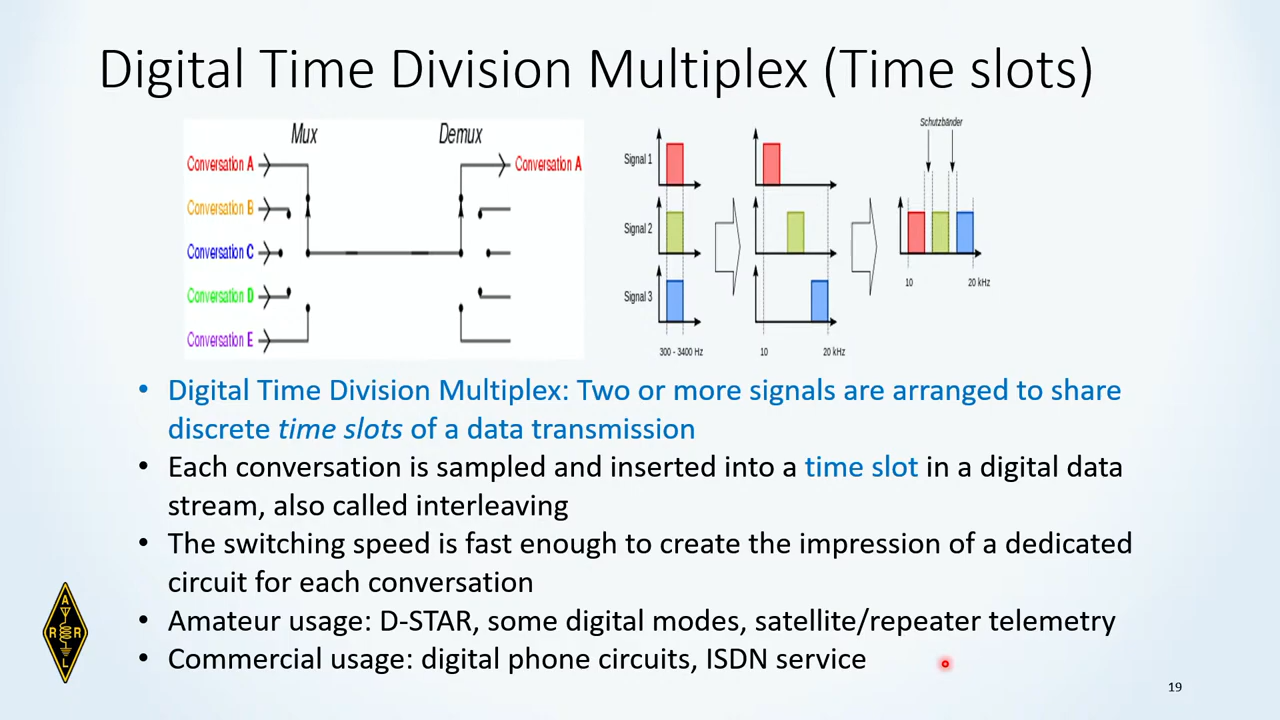 Digital Time Division Multiplex (Time slots)
Mux
Demux
Conversation A
Conversation A
Conversation B
Conversation C
Conversation D
Conversation E
Signal 1
Signal 2
Signal 3
300 - 3400 Hz
10
20 kHz
Schutzbänder
10
20 kHz
• Digital Time Division Multiplex: Two or more signals are arranged to share
discrete time slots of a data transmission
• Each conversation is sampled and inserted into a time slot in a digital data
stream, also called interleaving
• The switching speed is fast enough to create the impression of a dedicated
circuit for each conversation
• Amateur usage: D-STAR, some digital modes, satellite/repeater telemetry
• Commercial usage: digital phone circuits, ISDN service
A
R R
L
19